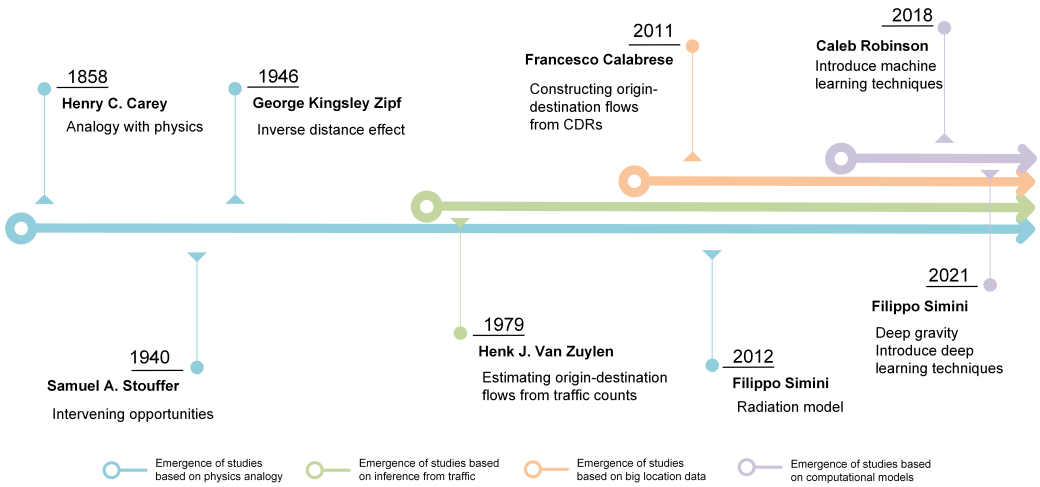 1858
Henry C. Carey
Analogy with physics
1946
George Kingsley Zipf
Inverse distance effect
2011
Francesco Calabrese
Constructing origin-
destination flows
from CDRs
2018
Caleb Robinson
Introduce machine
learning techniques
1940
Samuel A. Stouffer
Intervening opportunities
1979
Henk J. Van Zuylen
Estimating origin-destination
flows from traffic counts
2012
Filippo Simini
Radiation model
2021
Filippo Simini
Deep gravity
Introduce deep
learning techniques
Emergence of studies
based on physics analogy
Emergence of studies based
on inference from traffic
Emergence of studies
based on big location data
Emergence of studies based
on computational models